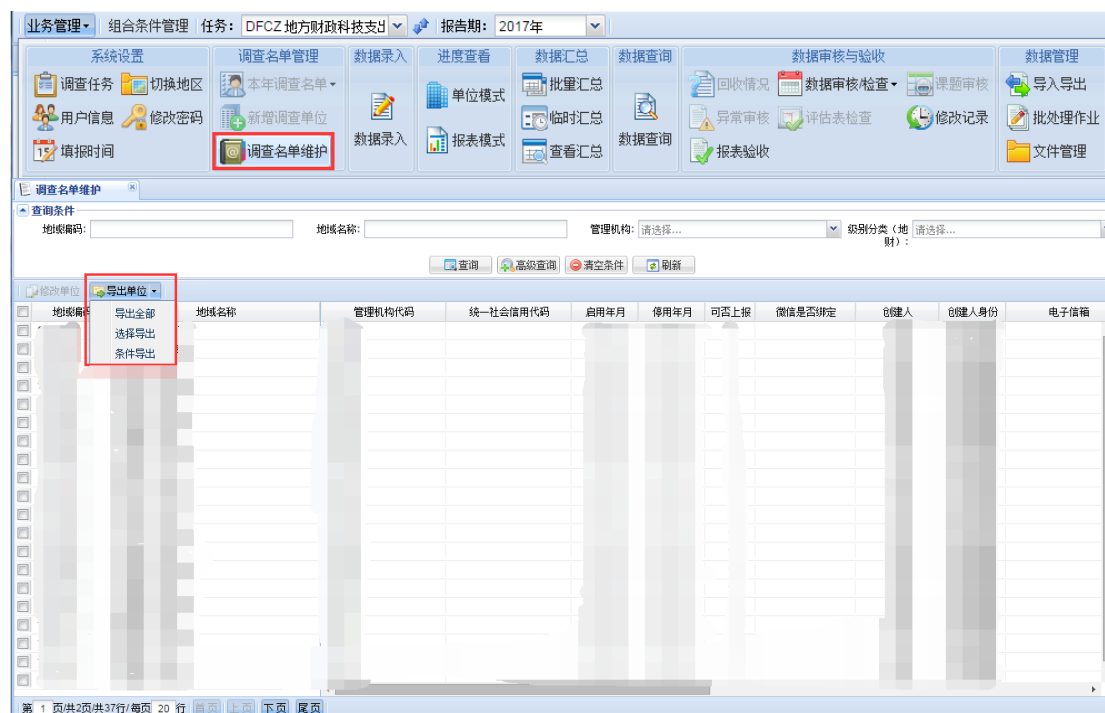 业务管理 组合条件管理 任务: DFCZ 地方财政科技支出 报告期: 2017年
系统设置 调查名单管理 数据录入 进度查看 数据汇总 数据查询 数据审核与验收 数据管理
调查任务 切换地区 本年调查名单 单位模式 批量汇总 回收情况 数据审核/检查 课题审核 导入导出
用户信息 修改密码 新增调查单位 临时汇总 异常审核 评估表检查 修改记录 批处理作业
数据录入 报表模式 数据查询
填报时间 调查名单维护 查看汇总 报表验收 文件管理
调查名单维护
查询条件
地域编码: 地域名称: 管理机构: 请选择... 级别分类(地财): 请选择...
查询 高级查询 清空条件 刷新
修改单位 导出单位
地域编码 地域名称 管理机构代码 统一社会信用代码 启用年月 停用年月 可否上报 微信是否绑定 创建人 创建人身份 电子信箱
导出全部
选择导出
条件导出
第 1 页/共2页/共37行/每页 20 行 首页 上页 下页 尾页